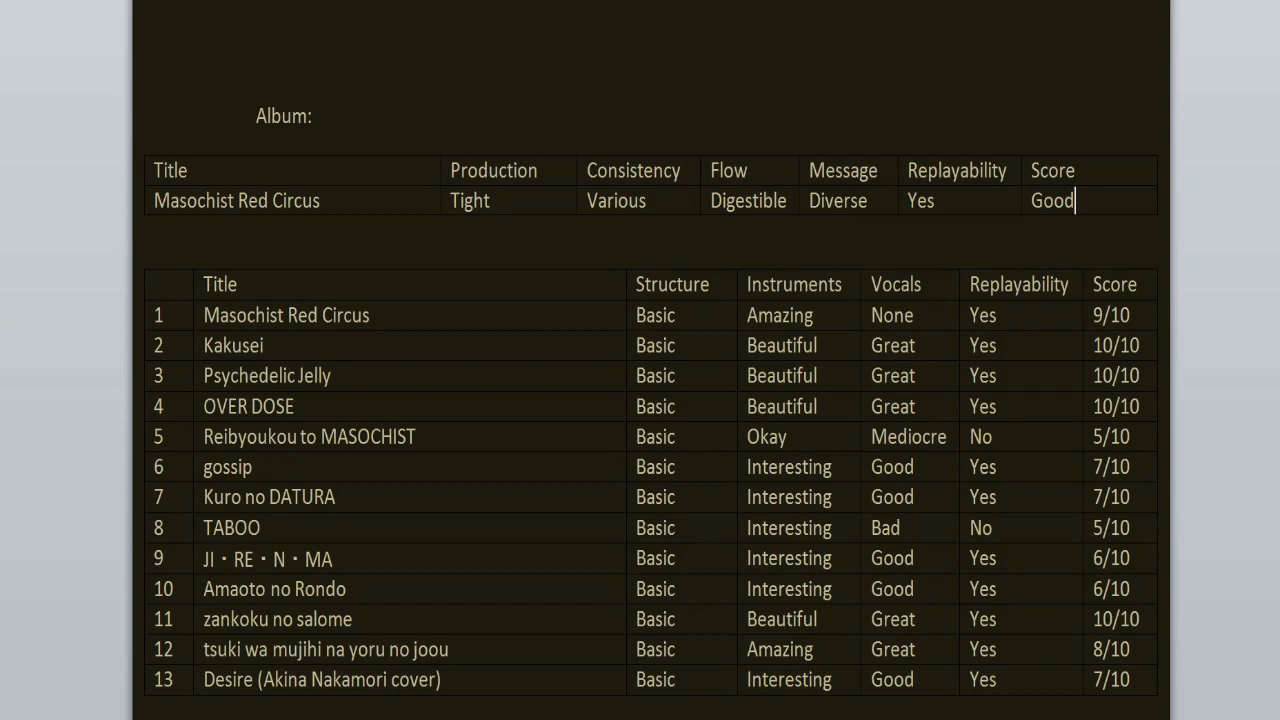 Album:
Title Production Consistency Flow Message Replayability Score
Masochist Red Circus Tight Various Digestible Diverse Yes Good
Title Structure Instruments Vocals Replayability Score
1 Masochist Red Circus Basic Amazing None Yes 9/10
2 Kakusei Basic Beautiful Great Yes 10/10
3 Psychedelic Jelly Basic Beautiful Great Yes 10/10
4 OVER DOSE Basic Beautiful Great Yes 10/10
5 Reibyoukou to MASOCHIST Basic Okay Mediocre No 5/10
6 gossip Basic Interesting Good Yes 7/10
7 Kuro no DATURA Basic Interesting Good Yes 7/10
8 TABOO Basic Interesting Bad No 5/10
9 JI・RE・N・MA Basic Interesting Good Yes 6/10
10 Amaoto no Rondo Basic Interesting Good Yes 6/10
11 zankoku no salome Basic Beautiful Great Yes 10/10
12 tsuki wa mujihi na yoru no joou Basic Amazing Great Yes 8/10
13 Desire (Akina Nakamori cover) Basic Interesting Good Yes 7/10